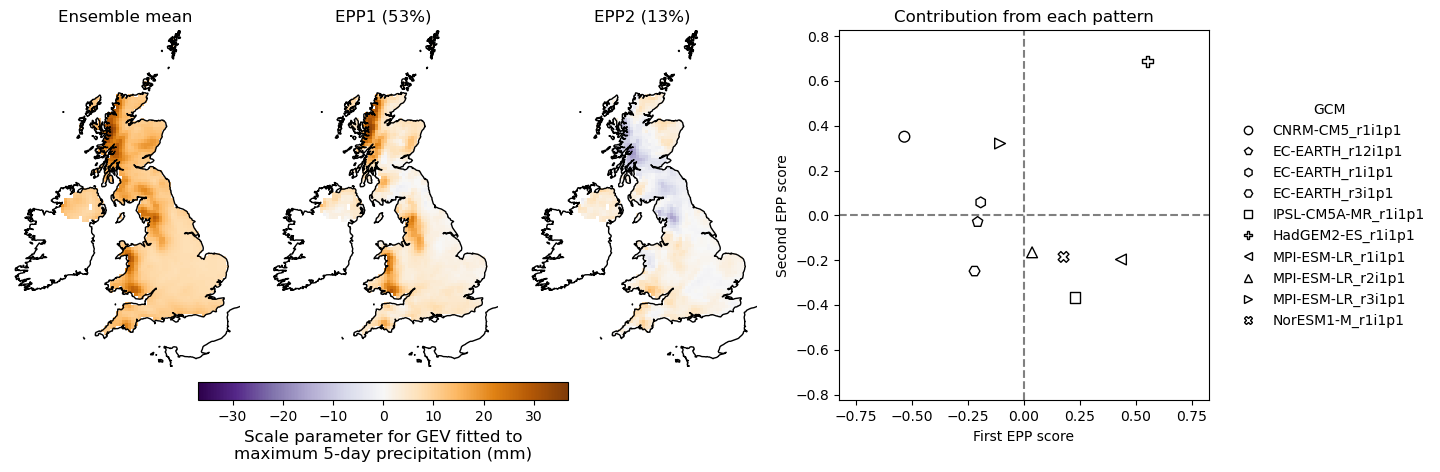 Ensemble mean
EPP1 (53%)
EPP2 (13%)
−30 −20 −10 0 10 20 30
Scale parameter for GEV fitted to
maximum 5-day precipitation (mm)
Contribution from each pattern
Second EPP score
0.8
0.6
0.4
0.2
0.0
−0.2
−0.4
−0.6
−0.8
−0.75 −0.50 −0.25 0.00 0.25 0.50 0.75
First EPP score
GCM
CNRM-CM5_r1i1p1
EC-EARTH_r12i1p1
EC-EARTH_r1i1p1
EC-EARTH_r3i1p1
IPSL-CM5A-MR_r1i1p1
HadGEM2-ES_r1i1p1
MPI-ESM-LR_r1i1p1
MPI-ESM-LR_r2i1p1
MPI-ESM-LR_r3i1p1
NorESM1-M_r1i1p1